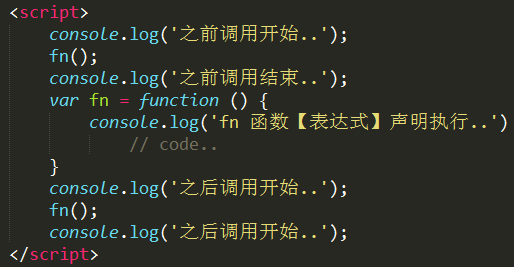 <script>
console.log('之前调用开始..');
fn();
console.log('之前调用结束..');
var fn = function () {
console.log('fn 函数【表达式】声明执行..')
// code..
}
console.log('之后调用开始..');
fn();
console.log('之后调用开始..');
</script>